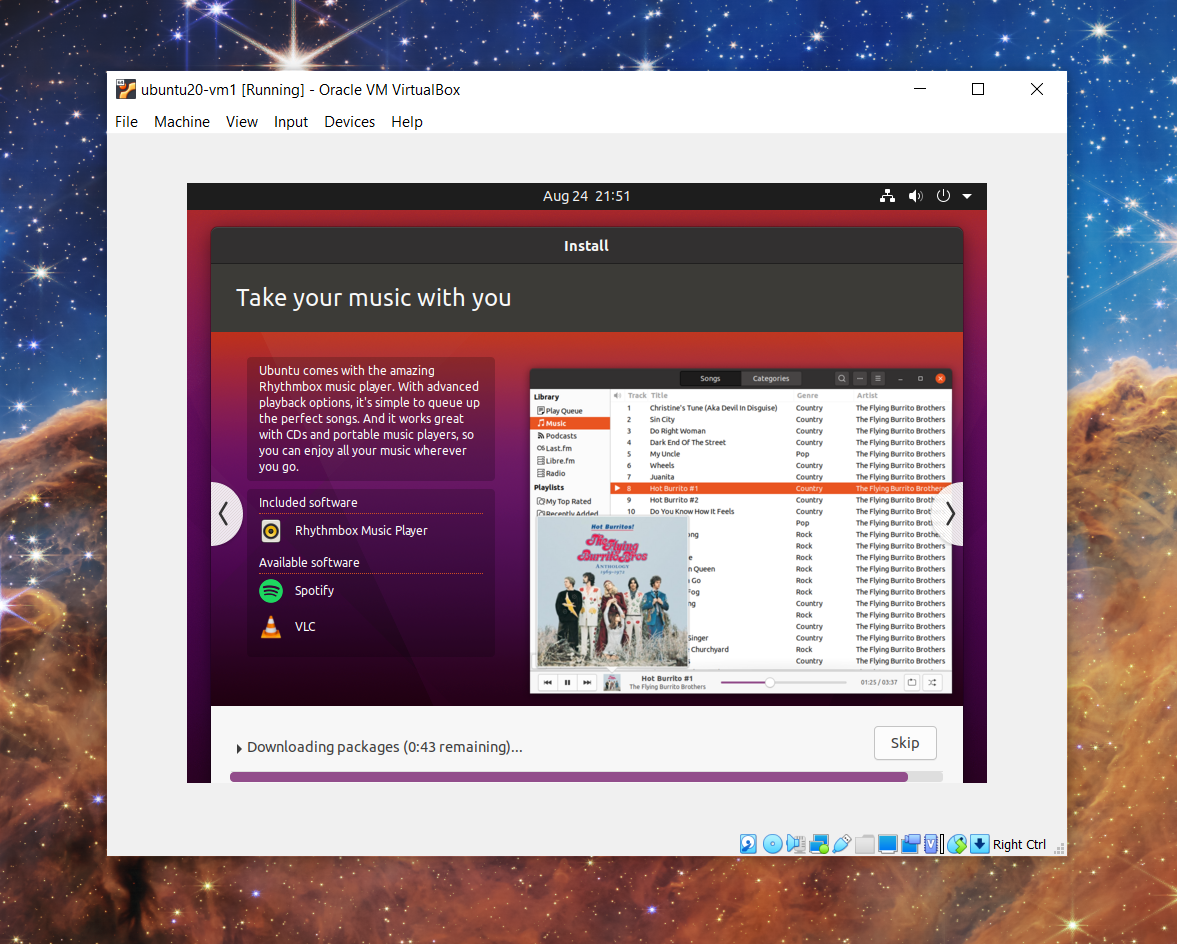 ubuntu20-vm1 [Running] - Oracle VM VirtualBox
File Machine View Input Devices Help
Aug 24 21:51
Install
Take your music with you
Ubuntu comes with the amazing
Rhythmbox music player. With advanced
playback options, it's simple to queue up
the perfect songs. And it works great
with CDs and portable music players, so
you can enjoy all your music wherever
you go.
Included software
Rhythmbox Music Player
Available software
Spotify
VLC
Songs Categories
Library
Play Queue
Music
Podcasts
Last.fm
Libre.fm
Radio
Playlists
My Top Rated
Recently Added
Track Title Genre Artist
1 Christine's Tune (Aka Devil In Disguise) Country The Flying Burrito Brothers
2 Sin City Country The Flying Burrito Brothers
3 Do Right Woman Country The Flying Burrito Brothers
4 Dark End Of The Street Country The Flying Burrito Brothers
5 My Uncle Pop The Flying Burrito Brothers
6 Wheels Country The Flying Burrito Brothers
7 Juanita Country The Flying Burrito Brothers
8 Hot Burrito #1 Country The Flying Burrito Brothers
9 Hot Burrito #2 Country The Flying Burrito Brothers
10 Do You Know How It Feels Country The Flying Burrito Brothers
Pop The Flying Burrito Brothers
ong Rock The Flying Burrito Brothers
Rock The Flying Burrito Brothers
e Rock The Flying Burrito Brothers
n Queen Rock The Flying Burrito Brothers
Go Rock The Flying Burrito Brothers
Fog Rock The Flying Burrito Brothers
ng Country The Flying Burrito Brothers
Rock The Flying Burrito Brothers
Country The Flying Burrito Brothers
Singer Country The Flying Burrito Brothers
Churchyard Rock The Flying Burrito Brothers
Country The Flying Burrito Brothers
Hot Burritos!
The Flying
Burrito Bros
ANTHOLOGY
1969-1972
Hot Burrito #1
The Flying Burrito Brothers
01:25 / 03:37
Downloading packages (0:43 remaining)...
Skip
Right Ctrl